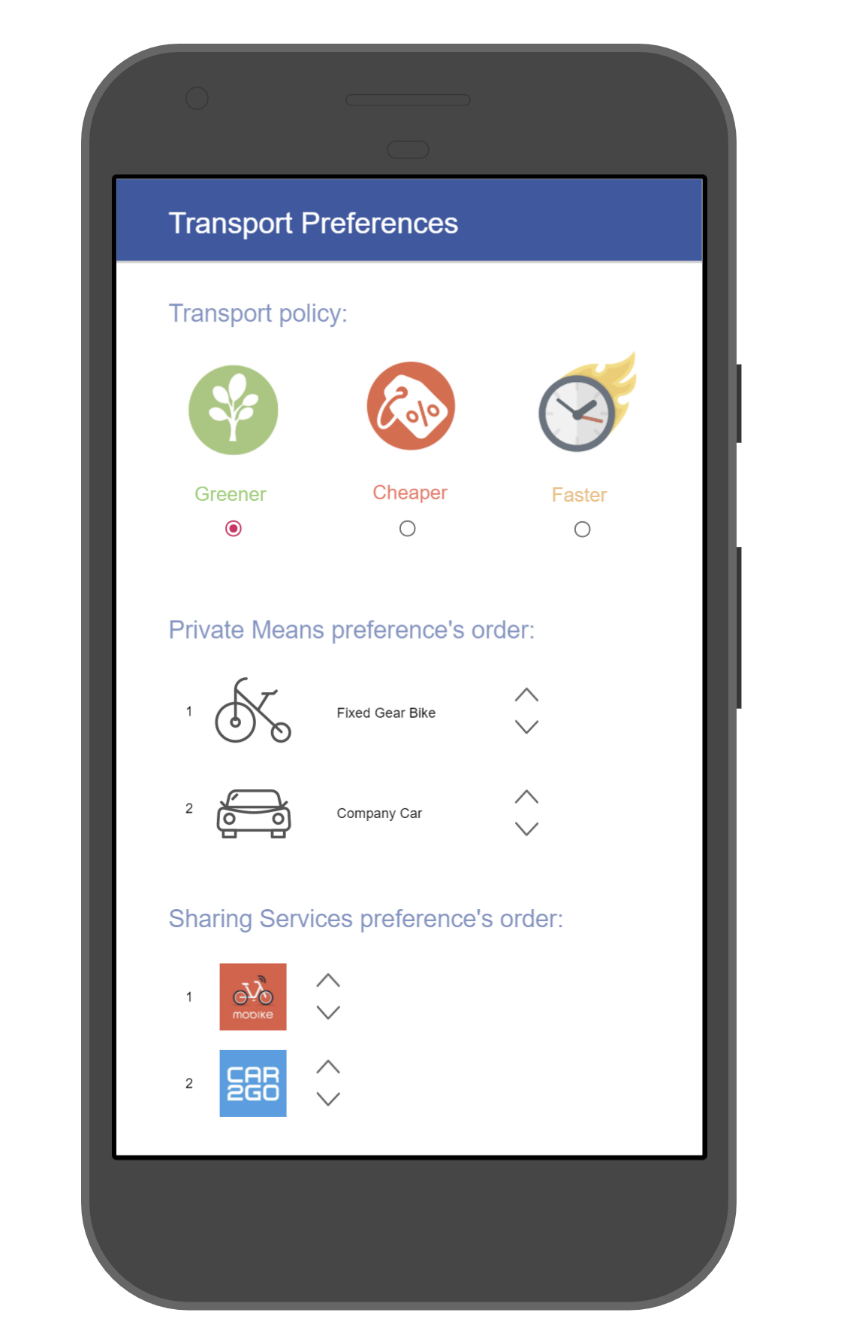 Transport Preferences
Transport policy:
%
Greener Cheaper Faster
Private Means preference's order:
1 Fixed Gear Bike
2 Company Car
Sharing Services preference's order:
1 mobike
2 CAR
2GO